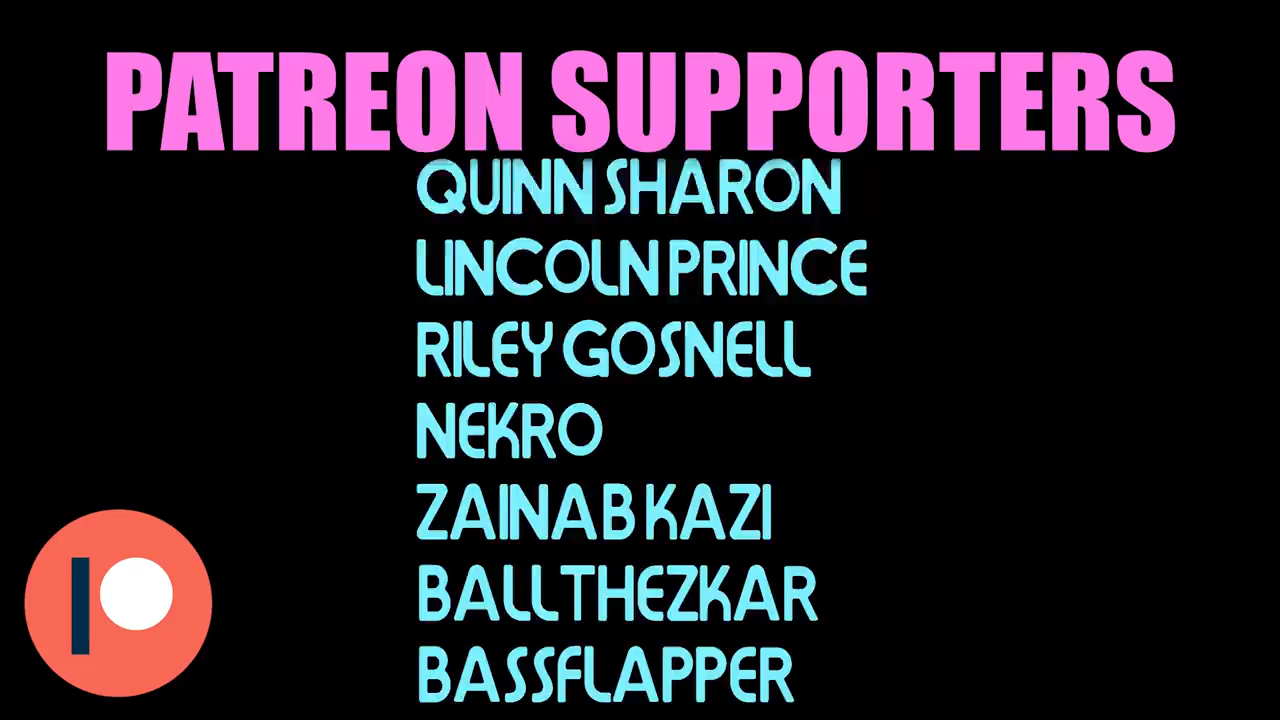 PATREON SUPPORTERS
QUINN SHARON
LINCOLN PRINCE
RILEY GOSNELL
NEKRO
ZAINAB KAZI
BALLTHEZKAR
BASSFLAPPER